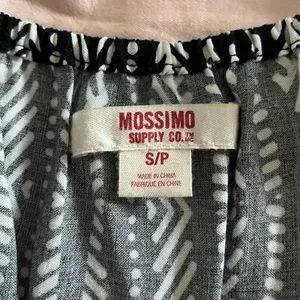 MOSSIMO
SUPPLY CO.™
S/P
MADE IN CHINA
FABRIQUÉ EN CHINE